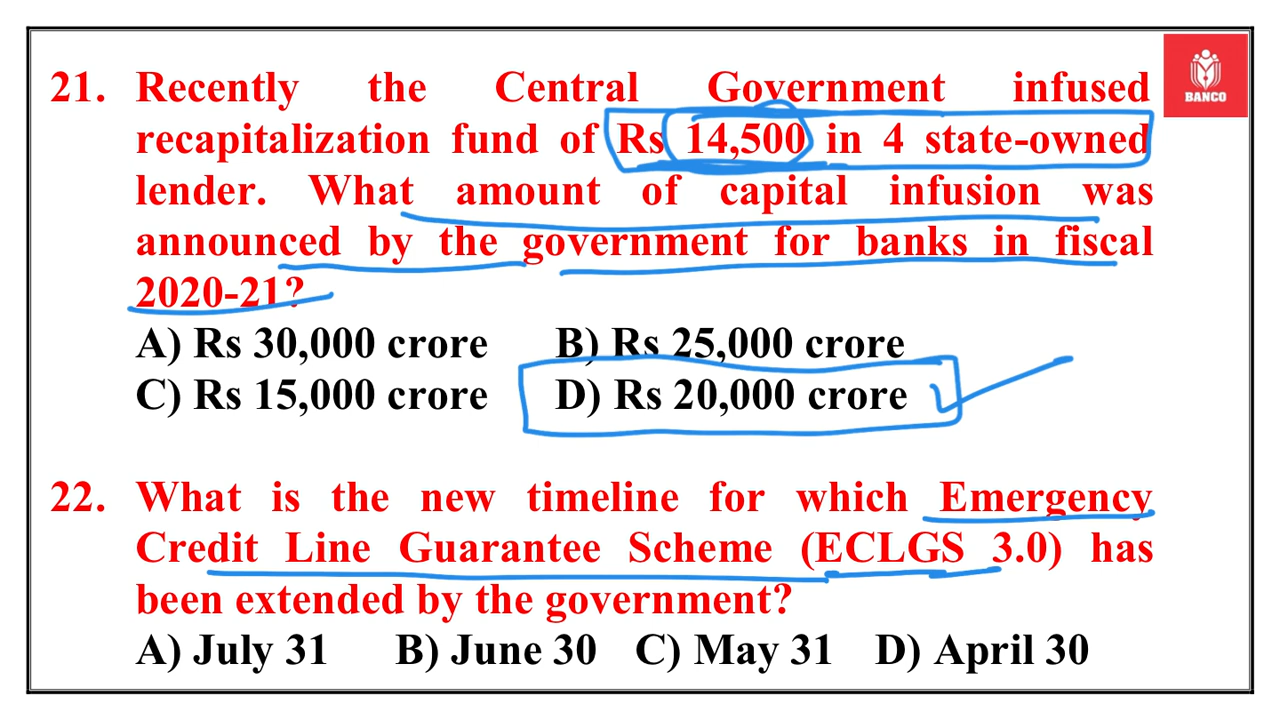 BANCO
21. Recently the Central Government infused
recapitalization fund of Rs 14,500 in 4 state-owned
lender. What amount of capital infusion was
announced by the government for banks in fiscal
2020-21?
A) Rs 30,000 crore B) Rs 25,000 crore
C) Rs 15,000 crore D) Rs 20,000 crore
22. What is the new timeline for which Emergency
Credit Line Guarantee Scheme (ECLGS 3.0) has
been extended by the government?
A) July 31 B) June 30 C) May 31 D) April 30